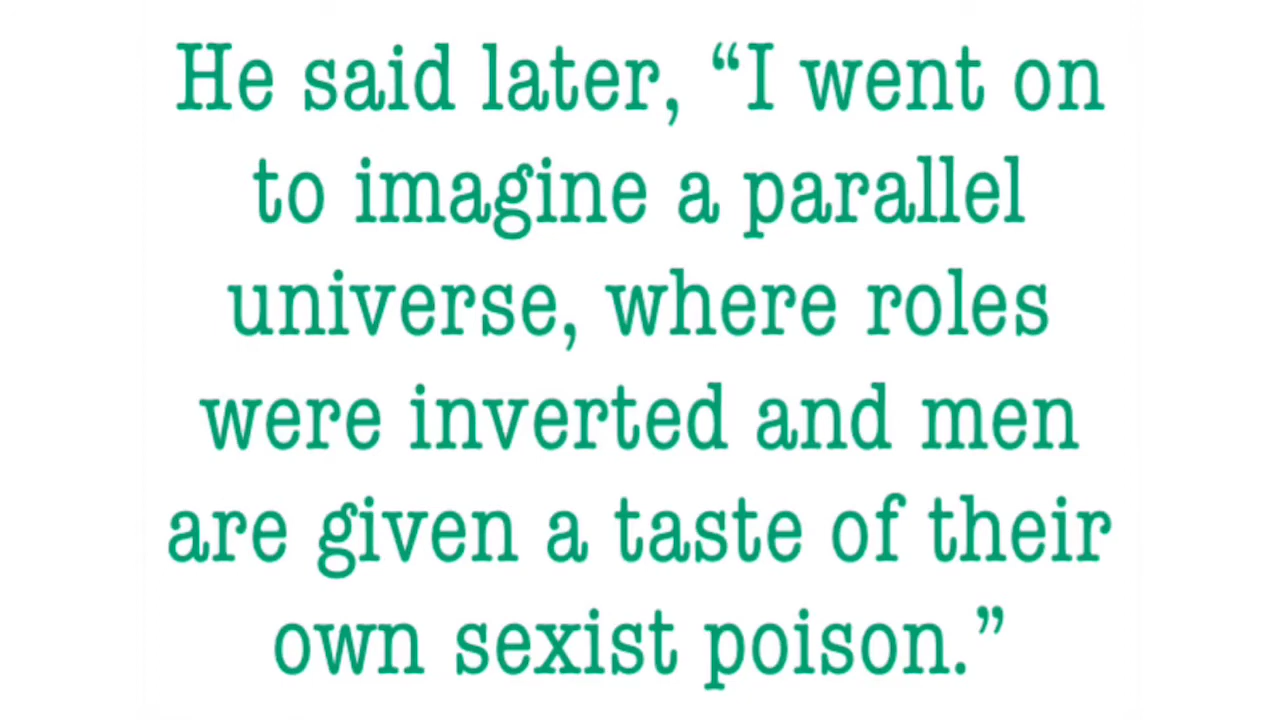 He said later, “I went on
to imagine a parallel
universe, where roles
were inverted and men
are given a taste of their
own sexist poison.”